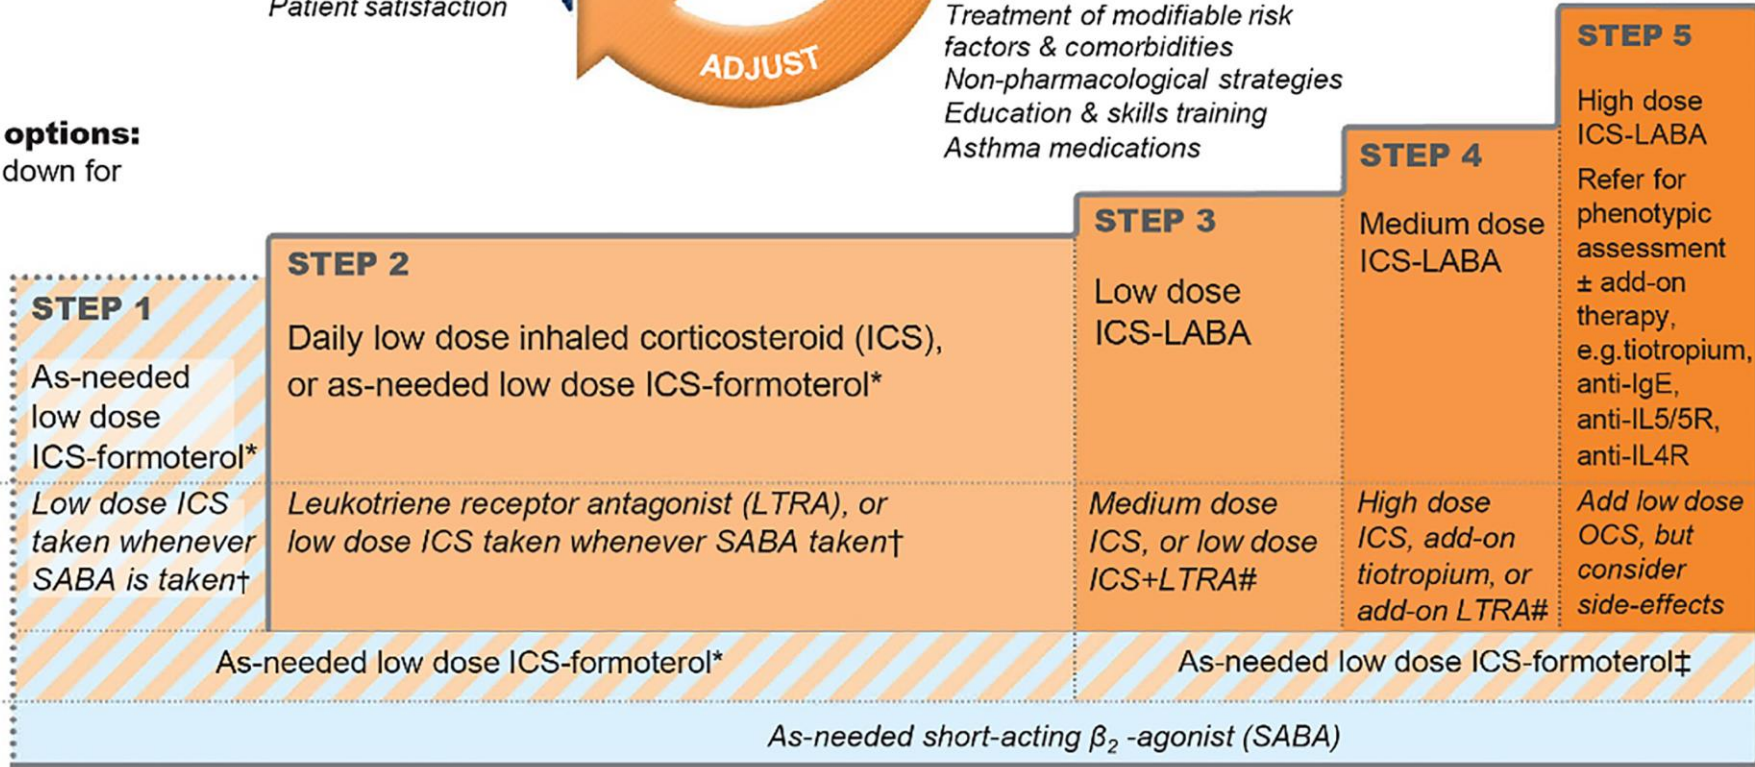 Patient satisfaction
ADJUST
Treatment of modifiable risk
factors & comorbidities
Non-pharmacological strategies
Education & skills training
Asthma medications
options:
down for
STEP 1
As-needed
low dose
ICS-formoterol*
Low dose ICS
taken whenever
SABA is taken†
STEP 2
Daily low dose inhaled corticosteroid (ICS),
or as-needed low dose ICS-formoterol*
Leukotriene receptor antagonist (LTRA), or
low dose ICS taken whenever SABA taken†
STEP 3
Low dose
ICS-LABA
Medium dose
ICS, or low dose
ICS+LTRA#
STEP 4
Medium dose
ICS-LABA
High dose
ICS, add-on
tiotropium, or
add-on LTRA#
STEP 5
High dose
ICS-LABA
Refer for
phenotypic
assessment
± add-on
therapy,
e.g.tiotropium,
anti-IgE,
anti-IL5/5R,
anti-IL4R
Add low dose
OCS, but
consider
side-effects
As-needed low dose ICS-formoterol*
As-needed low dose ICS-formoterol‡
As-needed short-acting β₂ -agonist (SABA)